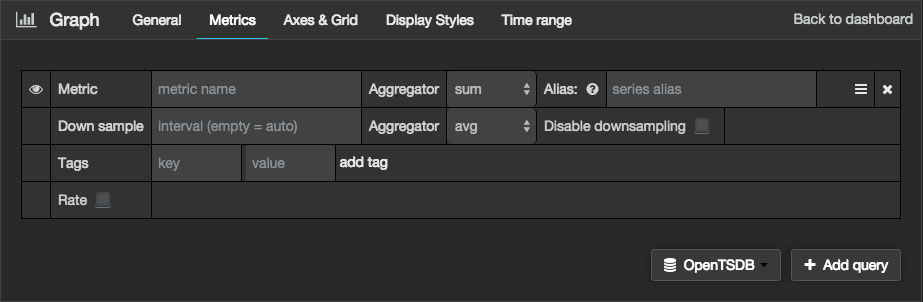 Graph General Metrics Axes & Grid Display Styles Time range Back to dashboard
Metric metric name Aggregator sum Alias: series alias
Down sample interval (empty = auto) Aggregator avg Disable downsampling
Tags key value add tag
Rate
OpenTSDB Add query